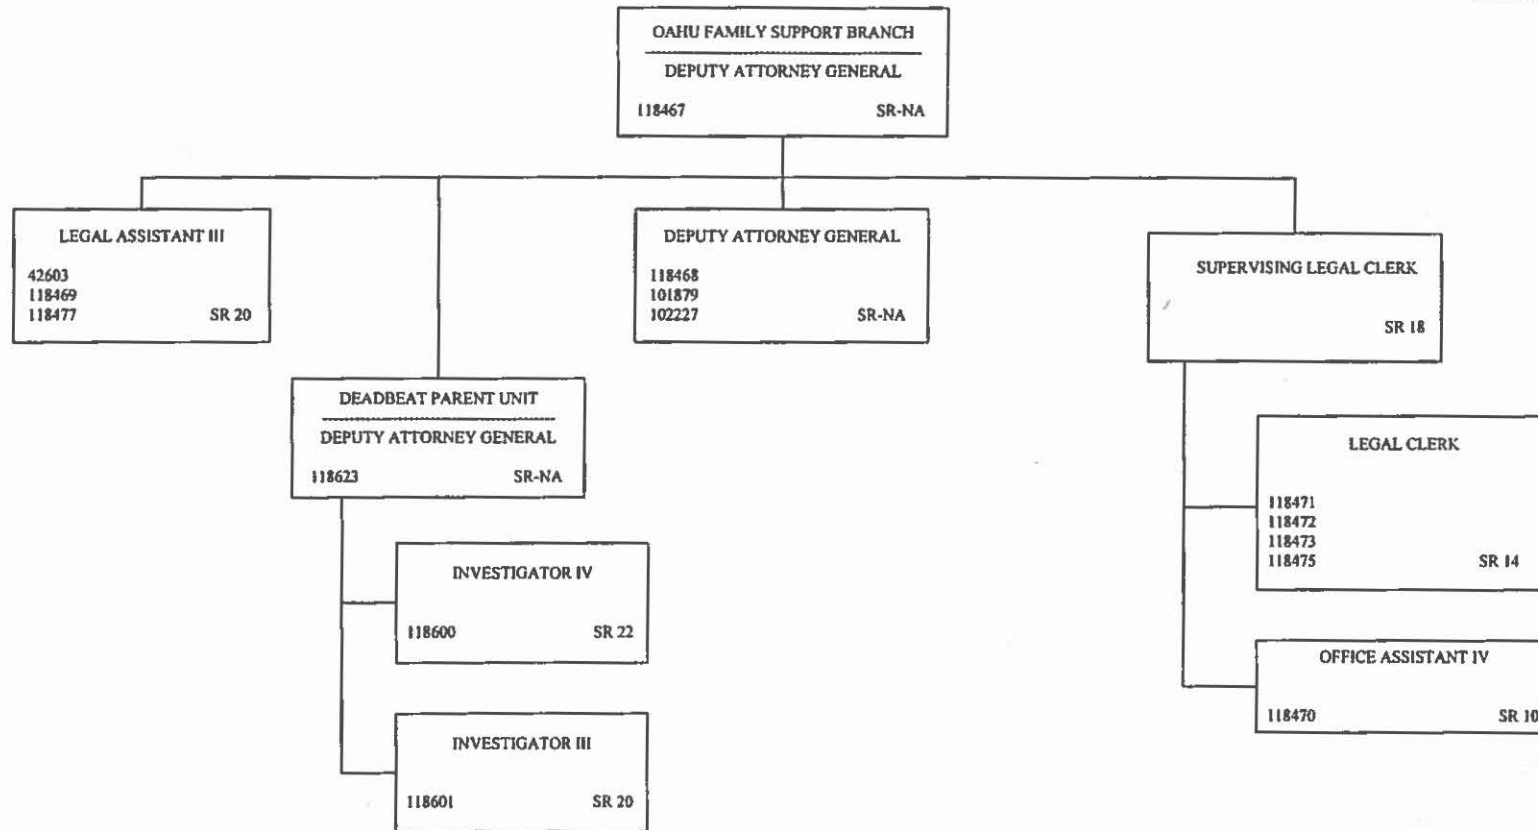 OAHU FAMILY SUPPORT BRANCH
DEPUTY ATTORNEY GENERAL
118467 SR-NA
LEGAL ASSISTANT III
42603
118469
118477 SR 20
DEPUTY ATTORNEY GENERAL
118468
101879
102227 SR-NA
SUPERVISING LEGAL CLERK
SR 18
DEADBEAT PARENT UNIT
DEPUTY ATTORNEY GENERAL
118623 SR-NA
LEGAL CLERK
118471
118472
118473
118475 SR 14
INVESTIGATOR IV
118600 SR 22
OFFICE ASSISTANT IV
118470 SR 10
INVESTIGATOR III
118601 SR 20